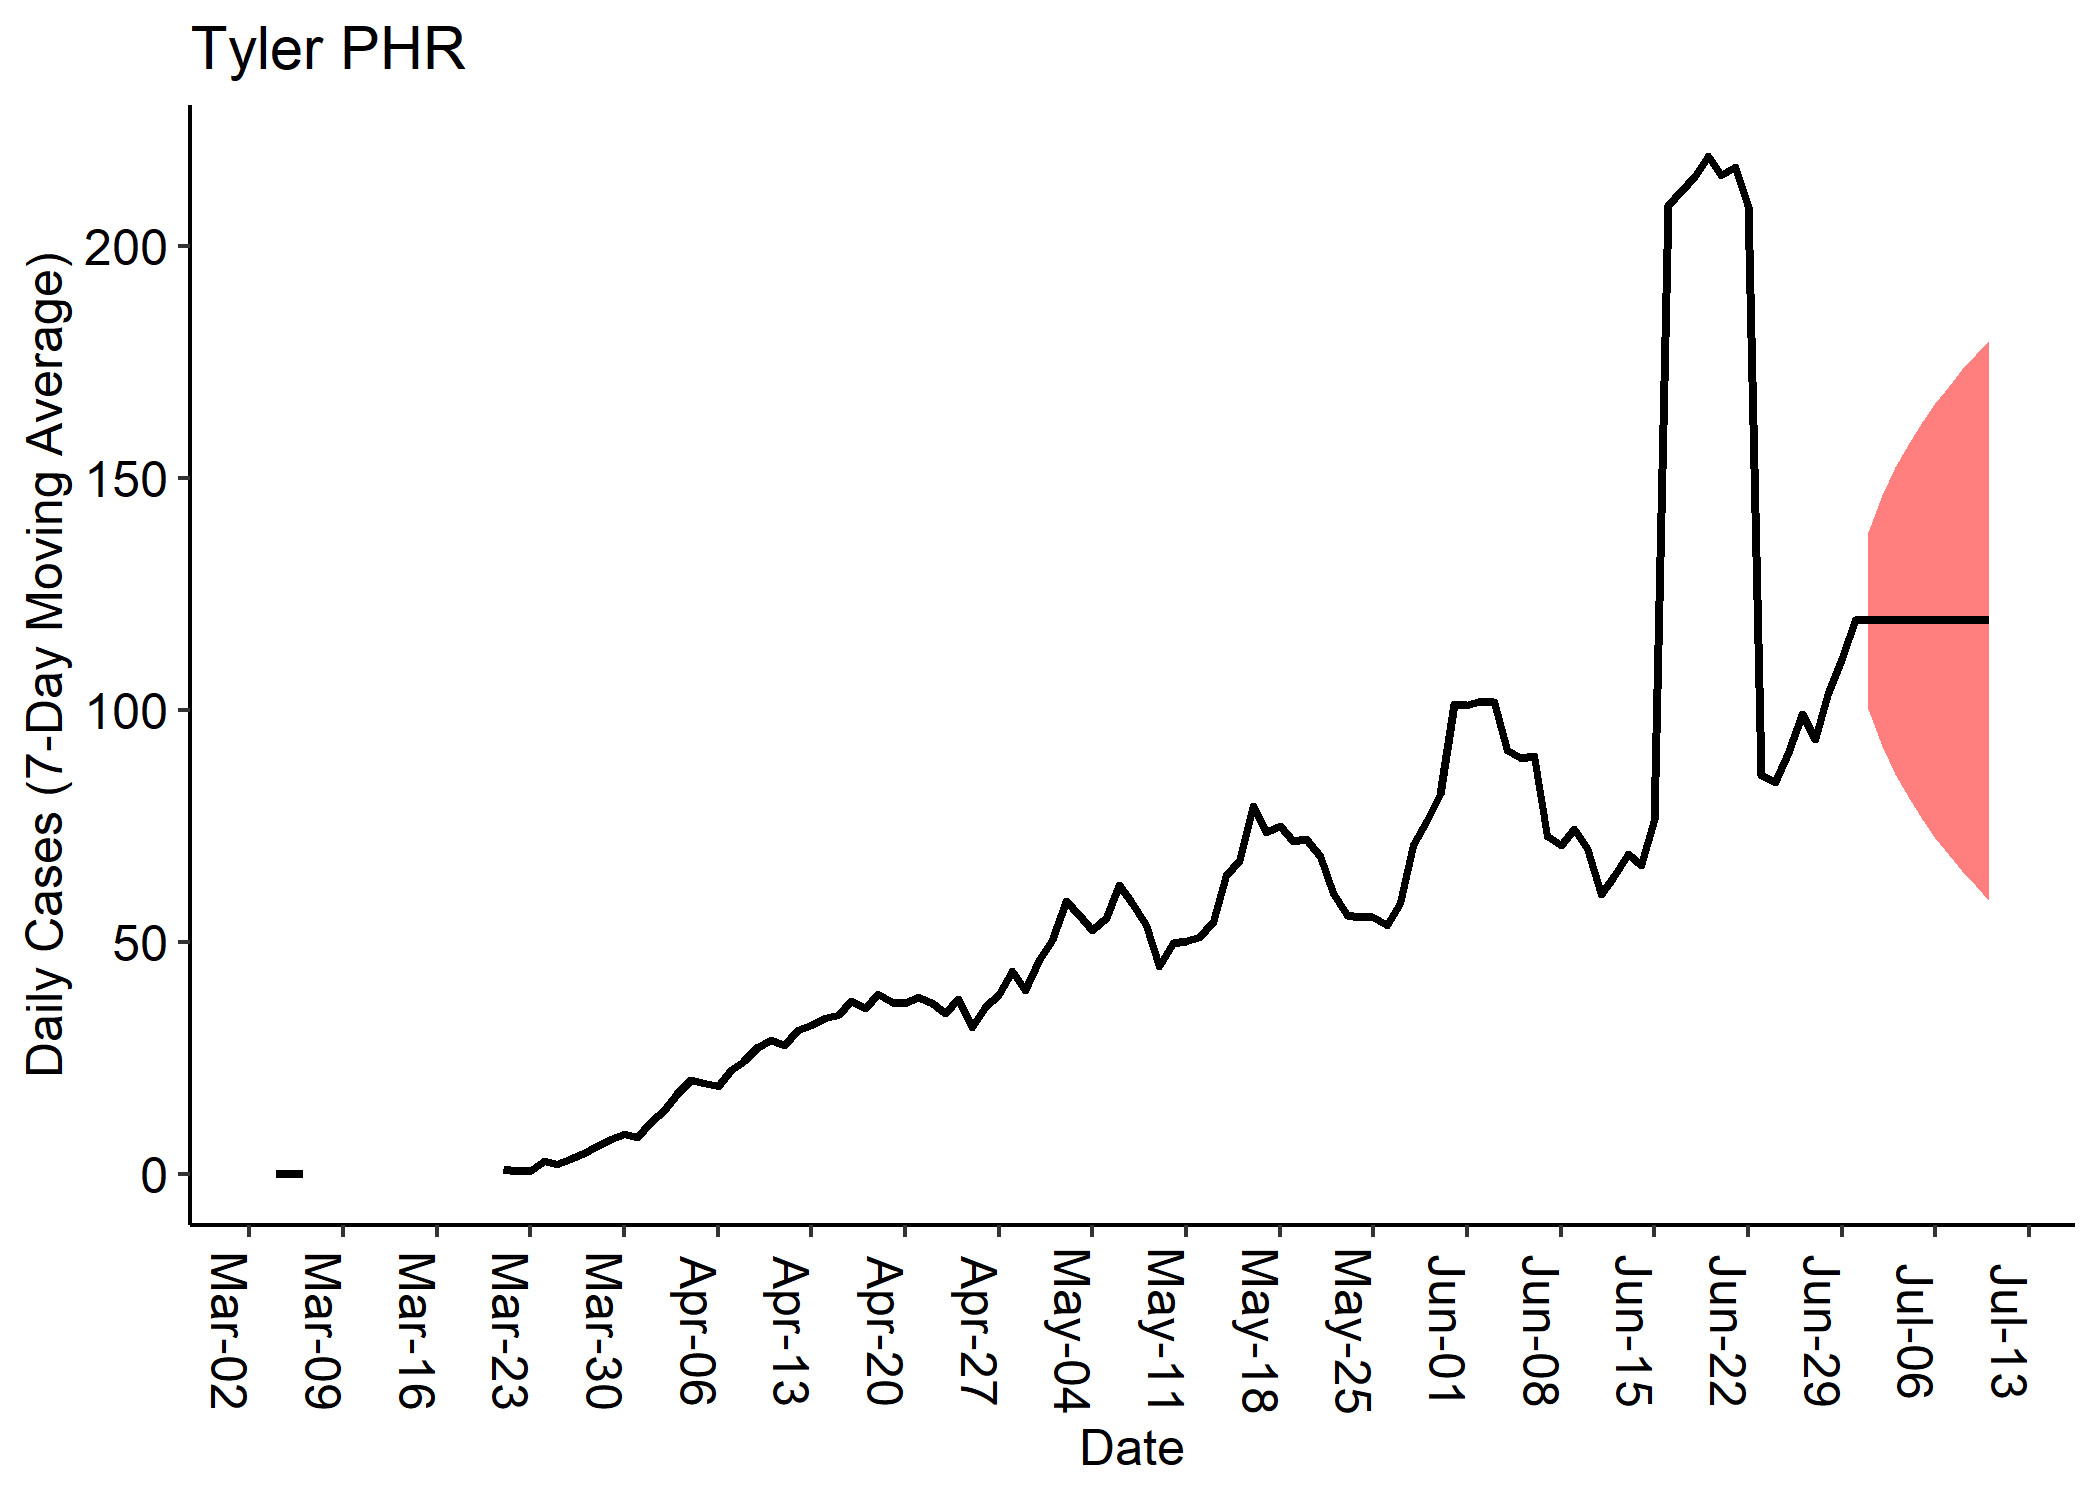 Tyler PHR
Daily Cases (7-Day Moving Average)
200
150
100
50
0
Mar-02
Mar-09
Mar-16
Mar-23
Mar-30
Apr-06
Apr-13
Apr-20
Apr-27
May-04
May-11
May-18
May-25
Jun-01
Jun-08
Jun-15
Jun-22
Jun-29
Jul-06
Jul-13
Date